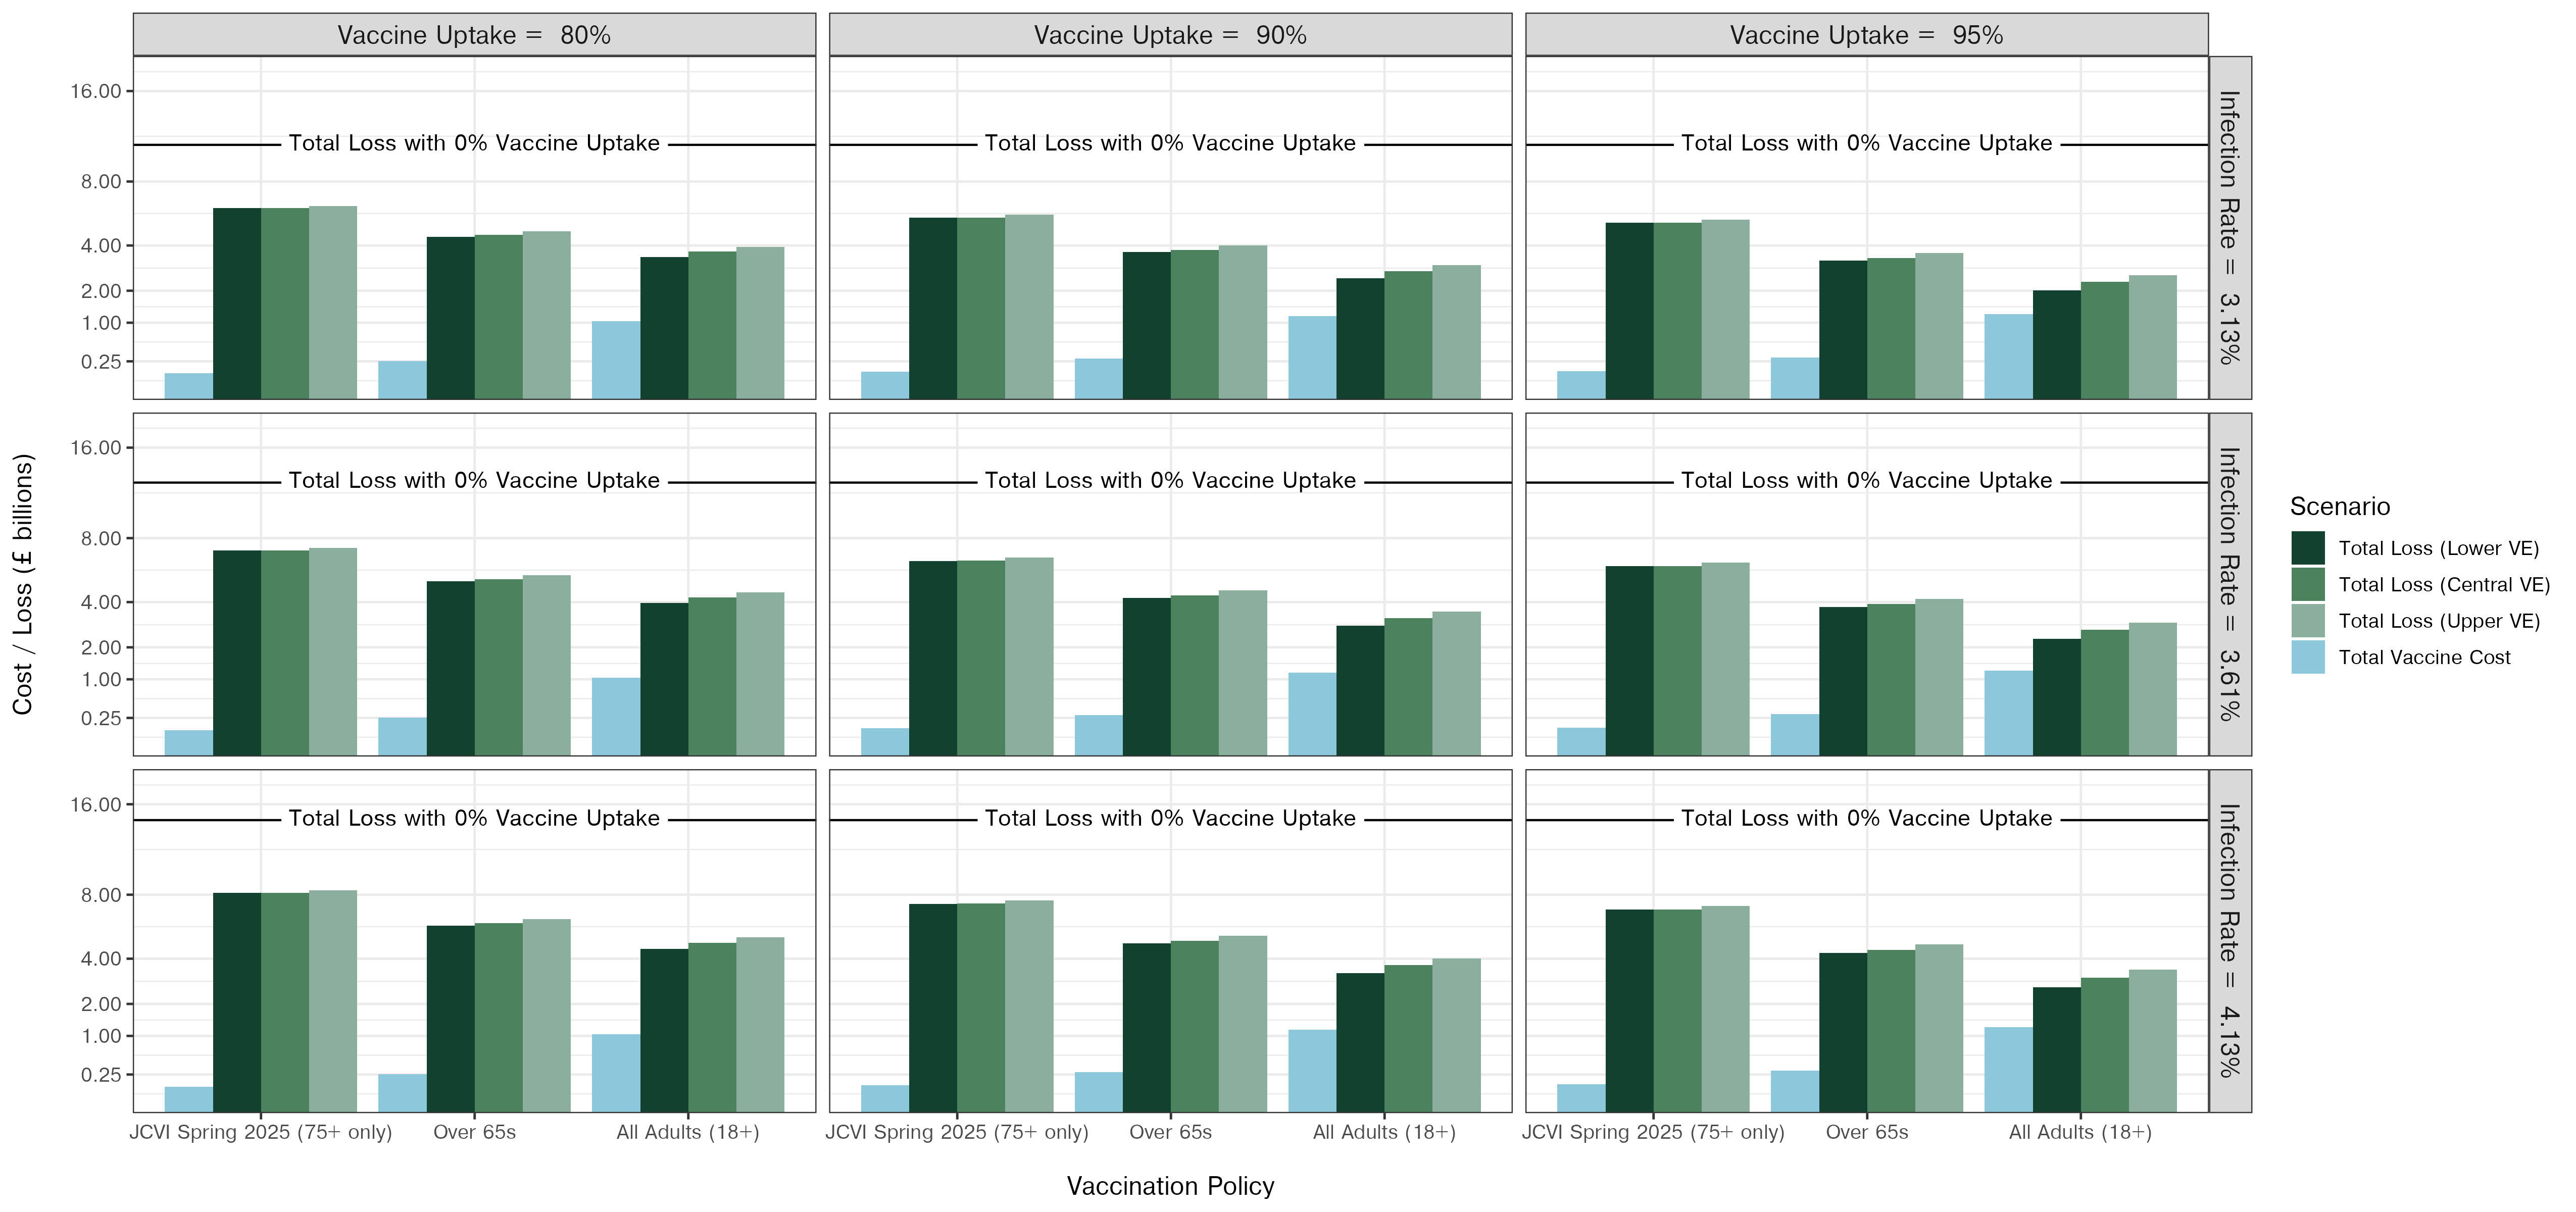 Vaccine Uptake =  80%
Vaccine Uptake =  90%
Vaccine Uptake =  95%
Cost / Loss (£ billions)
16.00
8.00
4.00
2.00
1.00
0.25
Total Loss with 0% Vaccine Uptake
Total Loss with 0% Vaccine Uptake
Total Loss with 0% Vaccine Uptake
Infection Rate =  3.13%
16.00
8.00
4.00
2.00
1.00
0.25
Total Loss with 0% Vaccine Uptake
Total Loss with 0% Vaccine Uptake
Total Loss with 0% Vaccine Uptake
Infection Rate =  3.61%
16.00
8.00
4.00
2.00
1.00
0.25
Total Loss with 0% Vaccine Uptake
Total Loss with 0% Vaccine Uptake
Total Loss with 0% Vaccine Uptake
Infection Rate =  4.13%
JCVI Spring 2025 (75+ only)
Over 65s
All Adults (18+)
JCVI Spring 2025 (75+ only)
Over 65s
All Adults (18+)
JCVI Spring 2025 (75+ only)
Over 65s
All Adults (18+)
Vaccination Policy
Scenario
Total Loss (Lower VE)
Total Loss (Central VE)
Total Loss (Upper VE)
Total Vaccine Cost